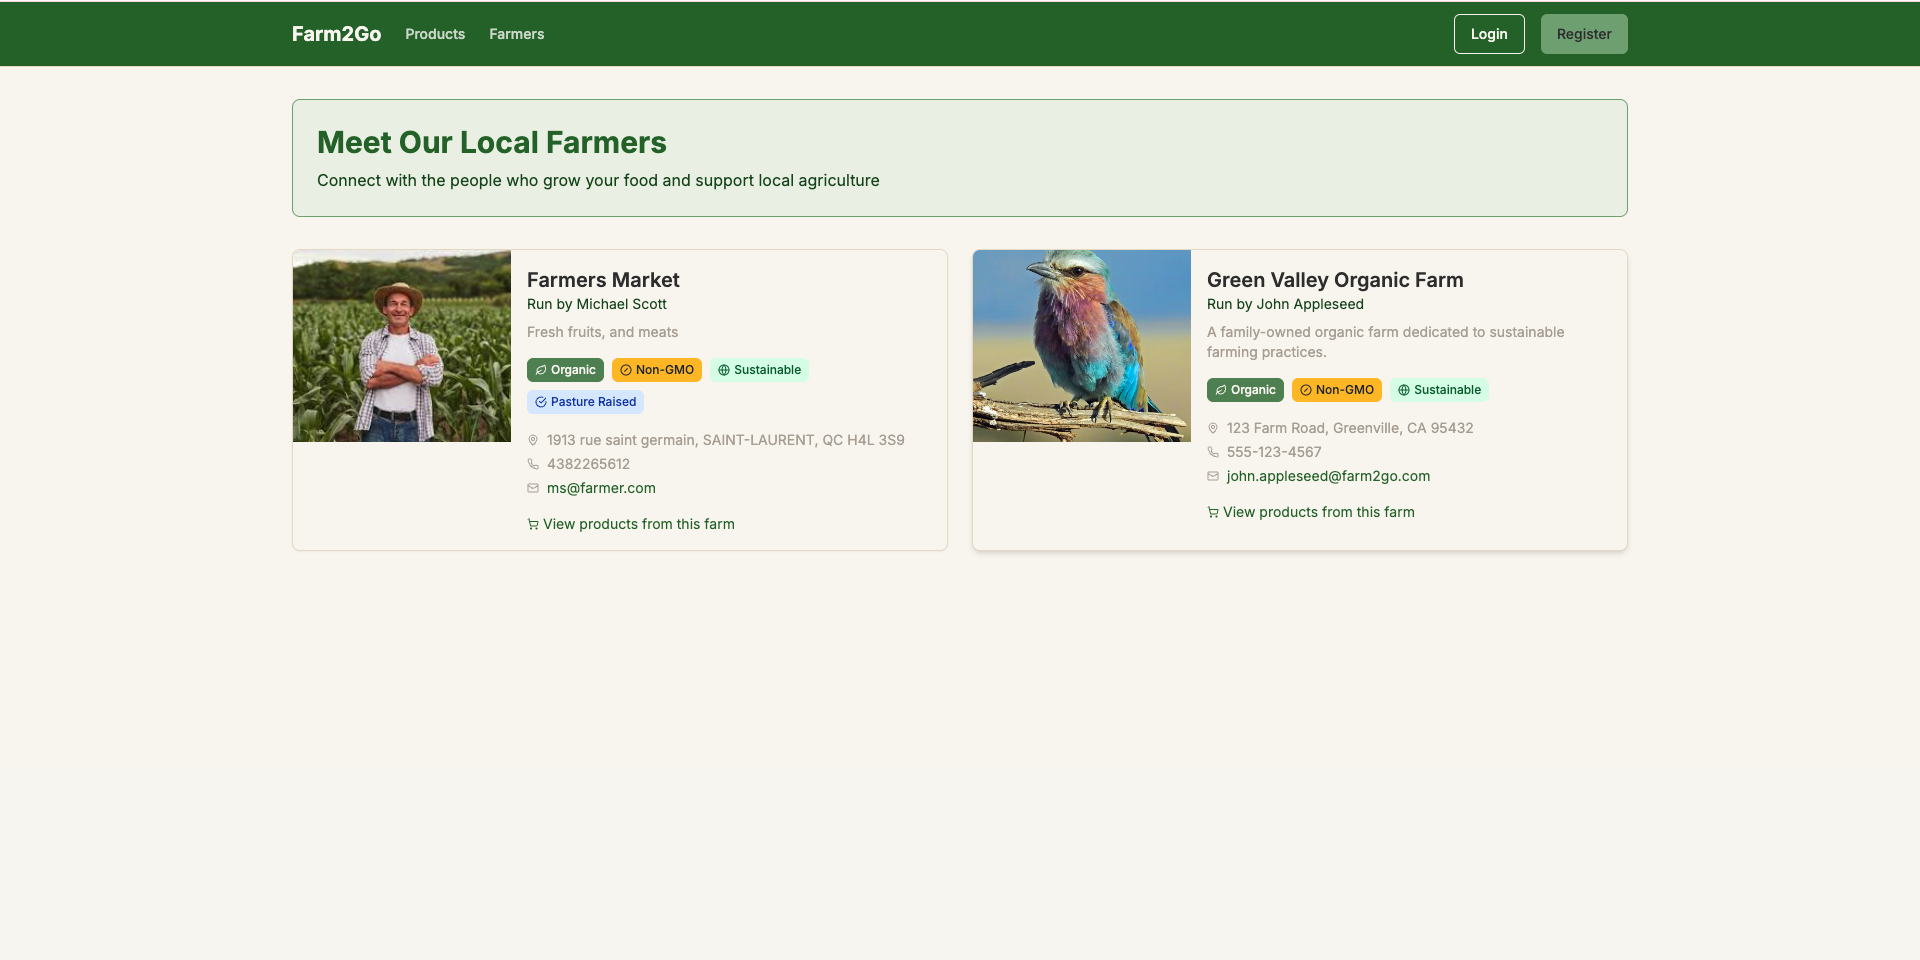 Farm2Go Products Farmers Login Register
Meet Our Local Farmers
Connect with the people who grow your food and support local agriculture
Farmers Market
Run by Michael Scott
Fresh fruits, and meats
Organic Non-GMO Sustainable
Pasture Raised
1913 rue saint germain, SAINT-LAURENT, QC H4L 3S9
4382265612
ms@farmer.com
View products from this farm
Green Valley Organic Farm
Run by John Appleseed
A family-owned organic farm dedicated to sustainable
farming practices.
Organic Non-GMO Sustainable
123 Farm Road, Greenville, CA 95432
555-123-4567
john.appleseed@farm2go.com
View products from this farm